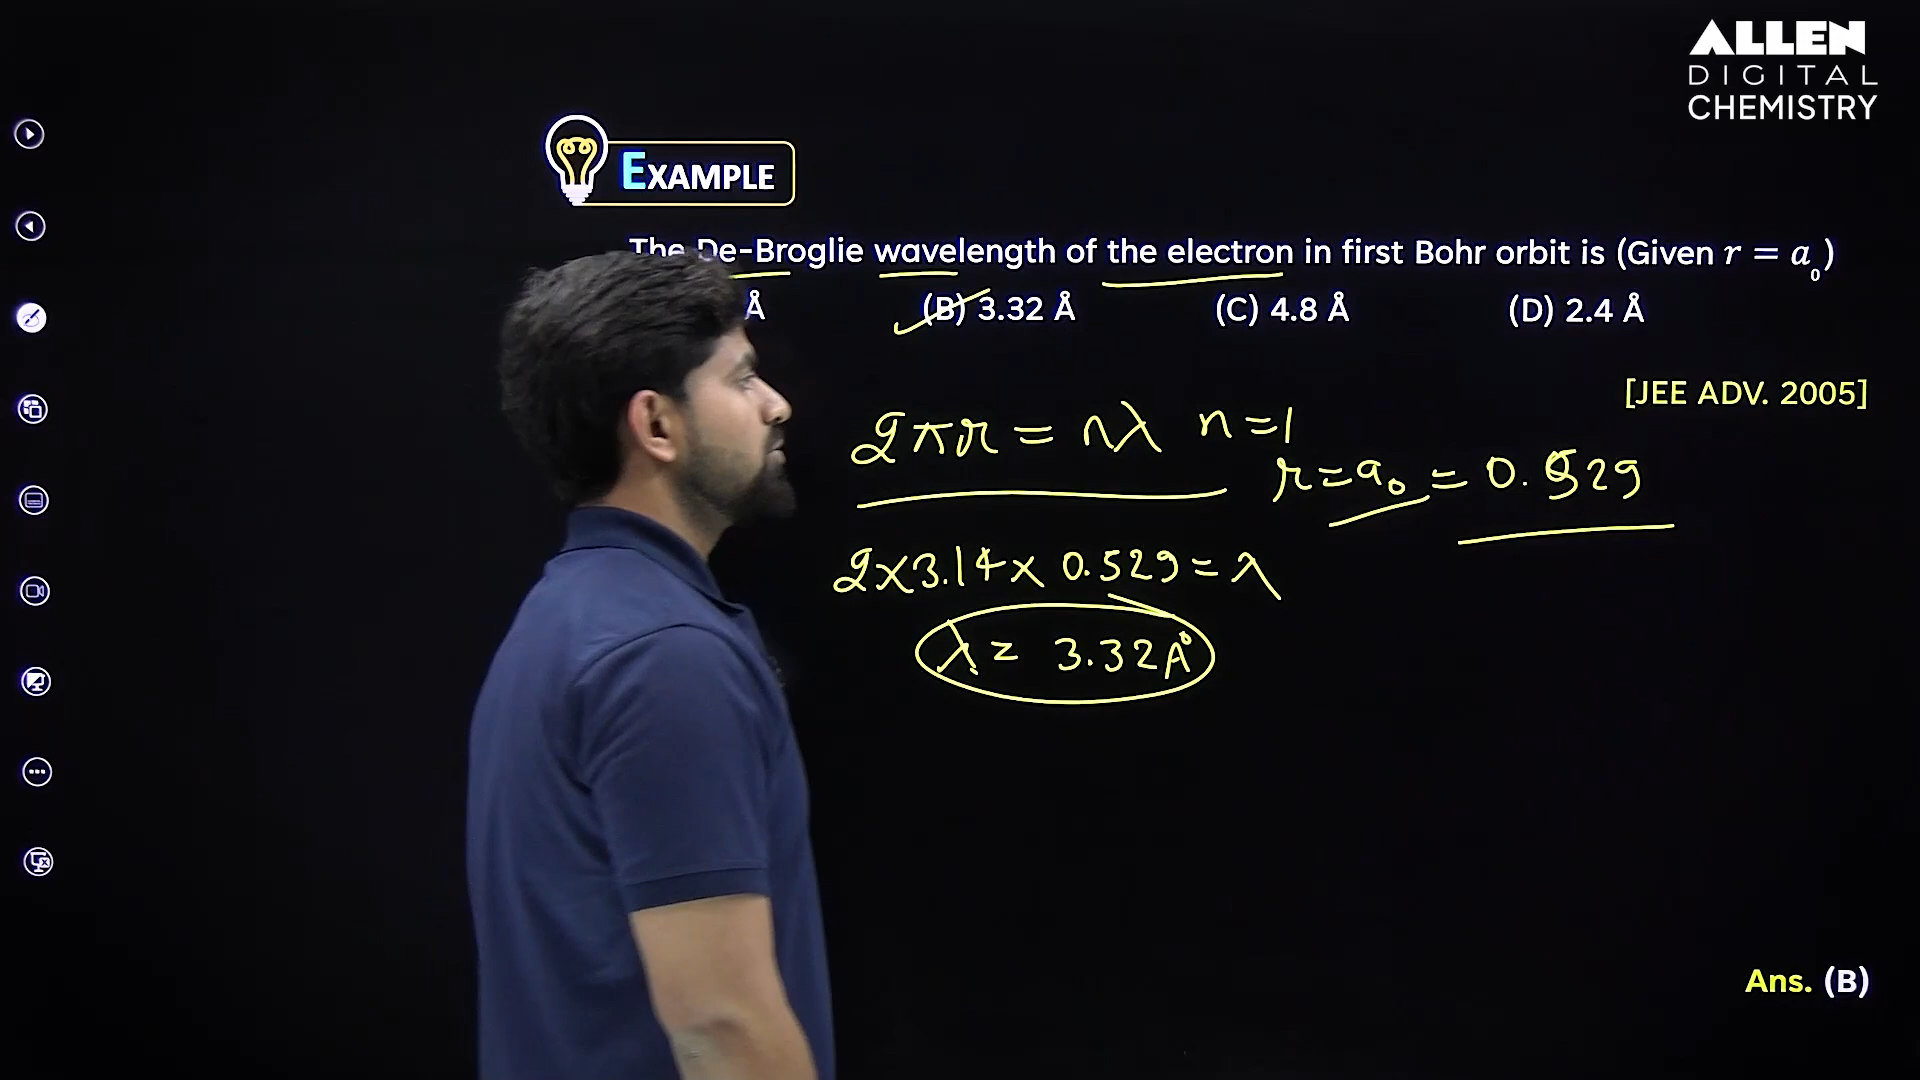 ALLEN
DIGITAL
CHEMISTRY
EXAMPLE
The De-Broglie wavelength of the electron in first Bohr orbit is (Given r = a₀)
Å (B) 3.32 Å (C) 4.8 Å (D) 2.4 Å
[JEE ADV. 2005]
2πr = nλ n=1
r=a₀ = 0.529
2×3.14× 0.529 = λ
λ = 3.32Å
Ans. (B)